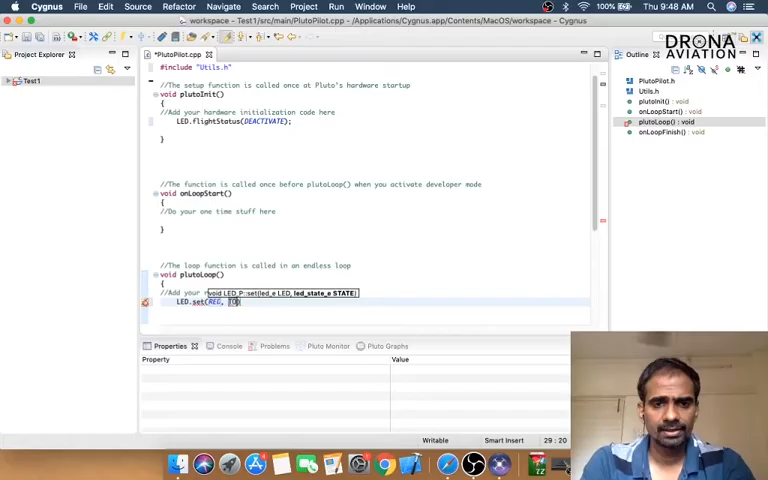 Cygnus File Edit Source Refactor Navigate Search Project Run Window Help 100% Thu 9:48 AM
workspace - Test1/src/main/PlutoPilot.cpp - /Applications/Cygnus.app/Contents/MacOS/workspace - Cygnus
Project Explorer
*PlutoPilot.cpp
Outline
DRONA
AVIATION
Test1
#include "Utils.h"
//The setup function is called once at Pluto's hardware startup
void plutoInit()
{
//Add your hardware initialization code here
LED.flightStatus(DEACTIVATE);
}
//The function is called once before plutoLoop() when you activate developer mode
void onLoopStart()
{
//Do your one time stuff here
}
//The loop function is called in an endless loop
void plutoLoop()
{
//Add your r
void LED_P::set(led_e LED, led_state_e STATE)
LED.set(
PlutoPilot.h
Utils.h
plutoInit() : void
onLoopStart() : void
plutoLoop() : void
onLoopFinish() : void
Properties
Console
Problems
Pluto Monitor
Pluto Graphs
Property
Value
Writable
Smart Insert
29 : 20